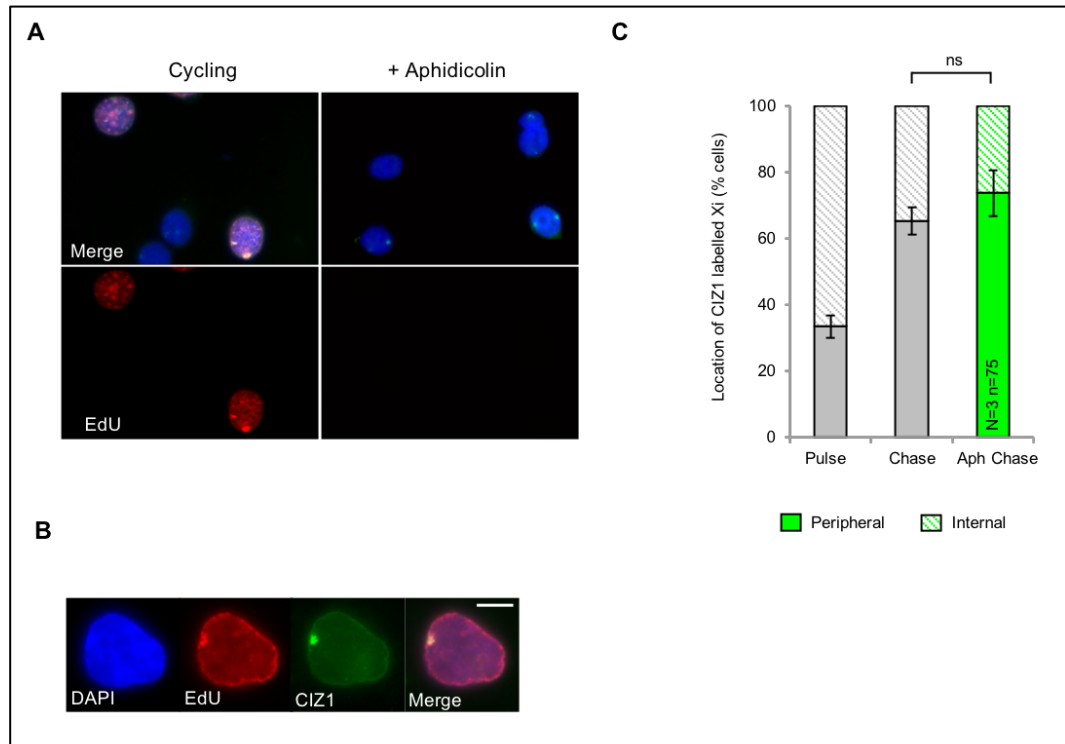 A
Cycling
+ Aphidicolin
Merge
EdU
B
DAPI
EdU
CIZ1
Merge
C
ns
Location of CIZ1 labelled Xi (% cells)
100
80
60
40
20
0
N=3 n=75
Pulse
Chase
Aph Chase
Peripheral
Internal